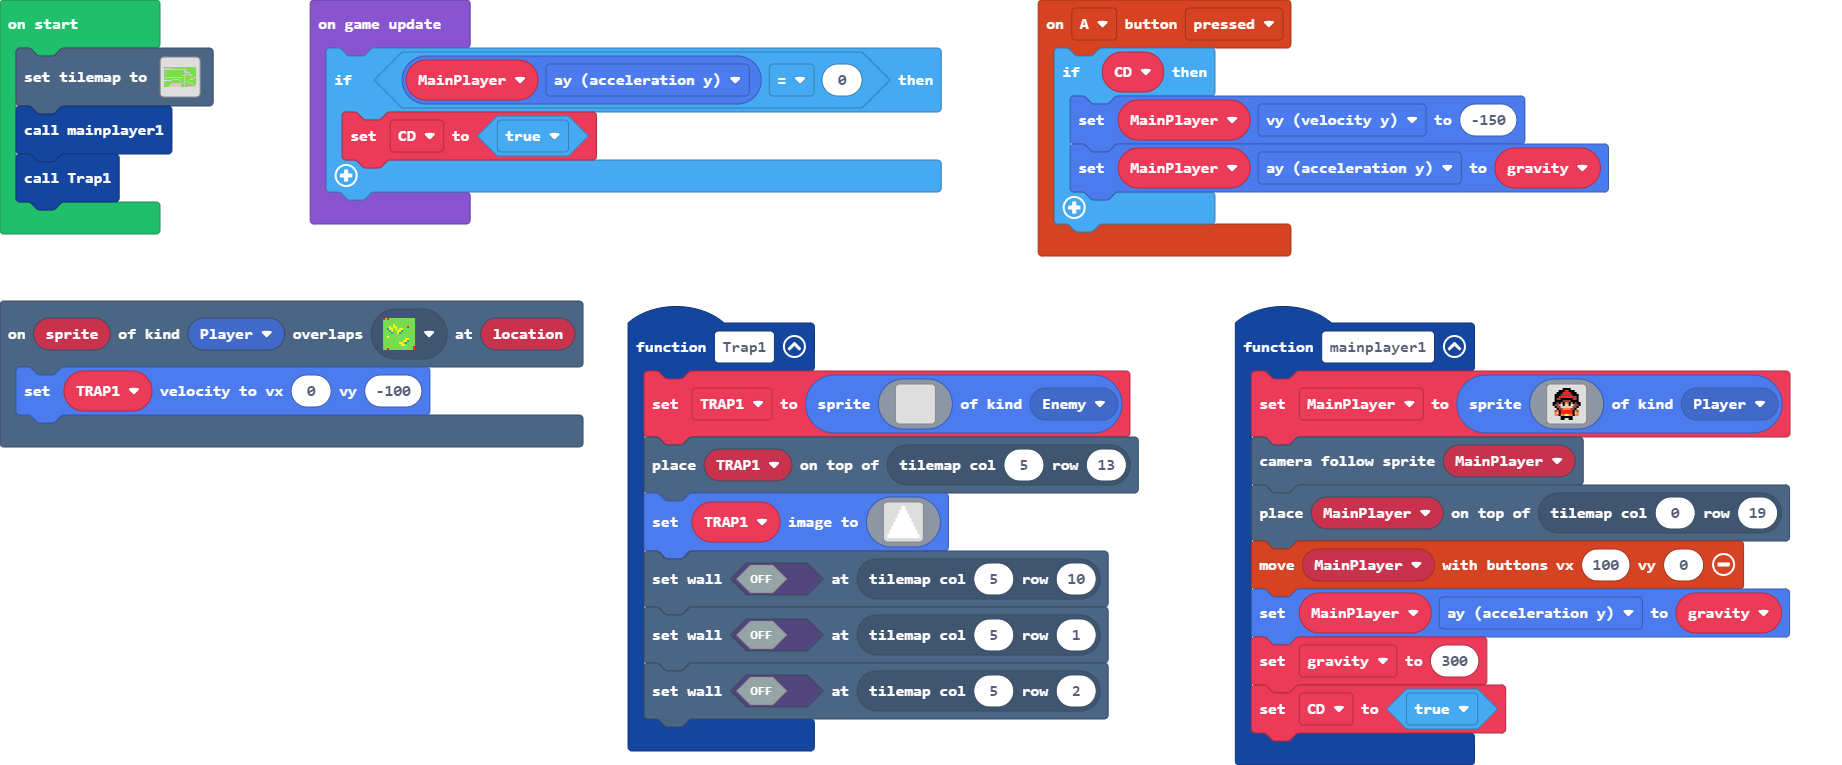 on start
set tilemap to
call mainplayer1
call Trap1
on game update
if MainPlayer ay (acceleration y) = 0 then
set CD to true
on A button pressed
if CD then
set MainPlayer vy (velocity y) to -150
set MainPlayer ay (acceleration y) to gravity
on sprite of kind Player overlaps at location
set TRAP1 velocity to vx 0 vy -100
function Trap1
set TRAP1 to sprite of kind Enemy
place TRAP1 on top of tilemap col 5 row 13
set TRAP1 image to
set wall OFF at tilemap col 5 row 10
set wall OFF at tilemap col 5 row 1
set wall OFF at tilemap col 5 row 2
function mainplayer1
set MainPlayer to sprite of kind Player
camera follow sprite MainPlayer
place MainPlayer on top of tilemap col 0 row 19
move MainPlayer with buttons vx 100 vy 0
set MainPlayer ay (acceleration y) to gravity
set gravity to 300
set CD to true